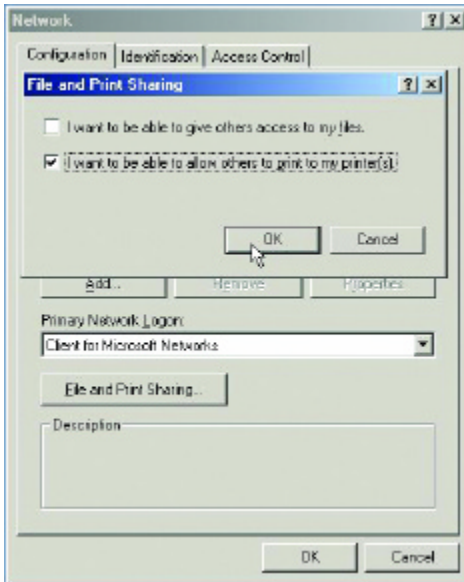 Network
Configuration Identification Access Control
File and Print Sharing
I want to be able to give others access to my files.
I want to be able to allow others to print to my printer(s).
OK Cancel
Add... Remove Properties
Primary Network Logon:
Client for Microsoft Networks
File and Print Sharing...
Description
OK Cancel